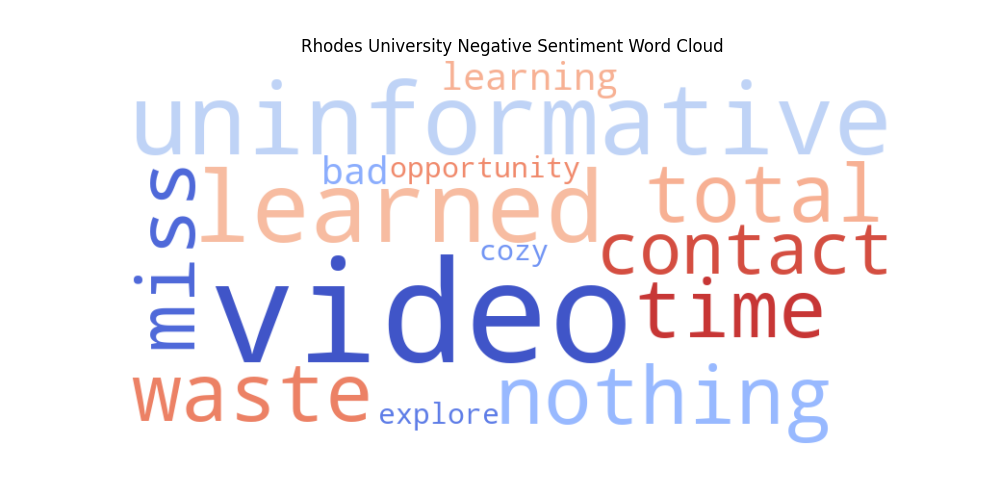 Rhodes University Negative Sentiment Word Cloud
learning
uninformative
bad opportunity
miss
learned
total
cozy
contact
video
time
waste
explore
nothing